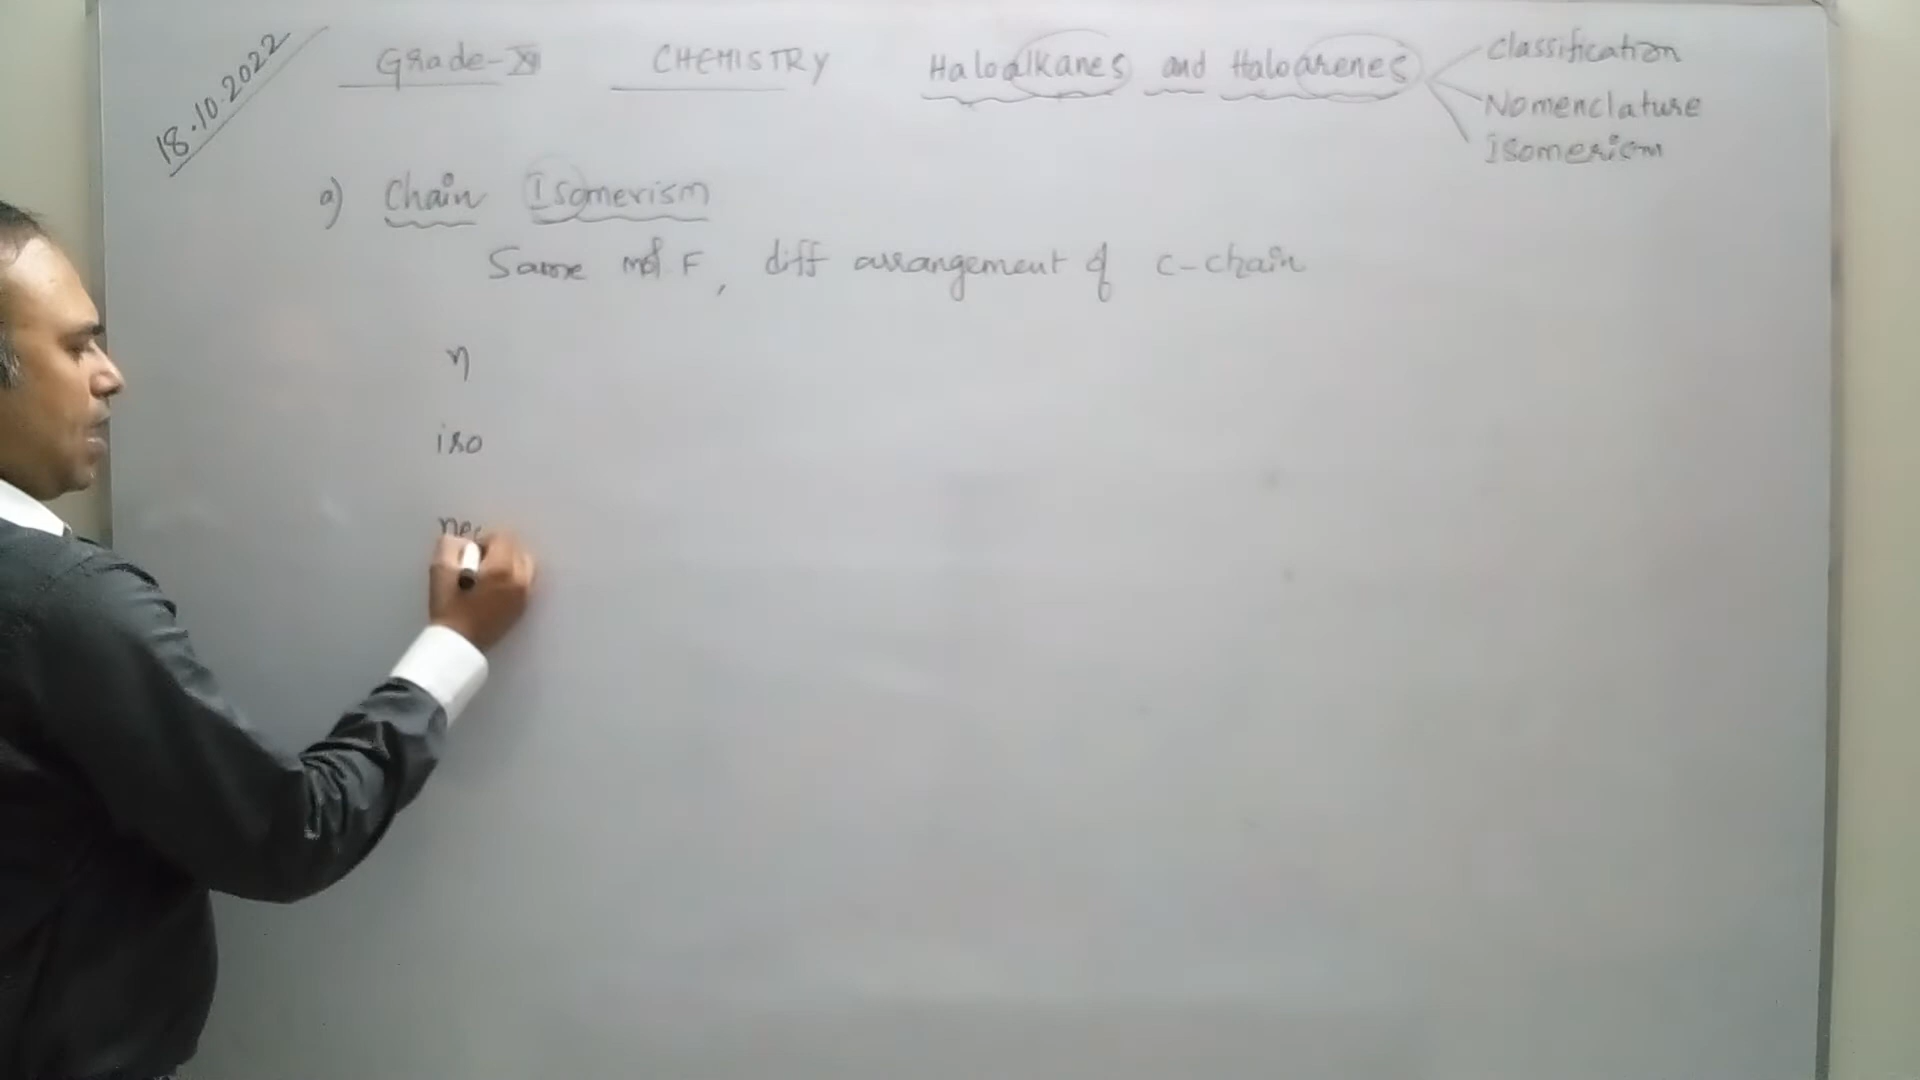 18.10.2022
Grade-XII CHEMISTRY Haloalkanes and Haloarenes
Classification
Nomenclature
Isomerism
a) Chain Isomerism
Same mol F, diff arrangement of c-chain
n
iso
neo